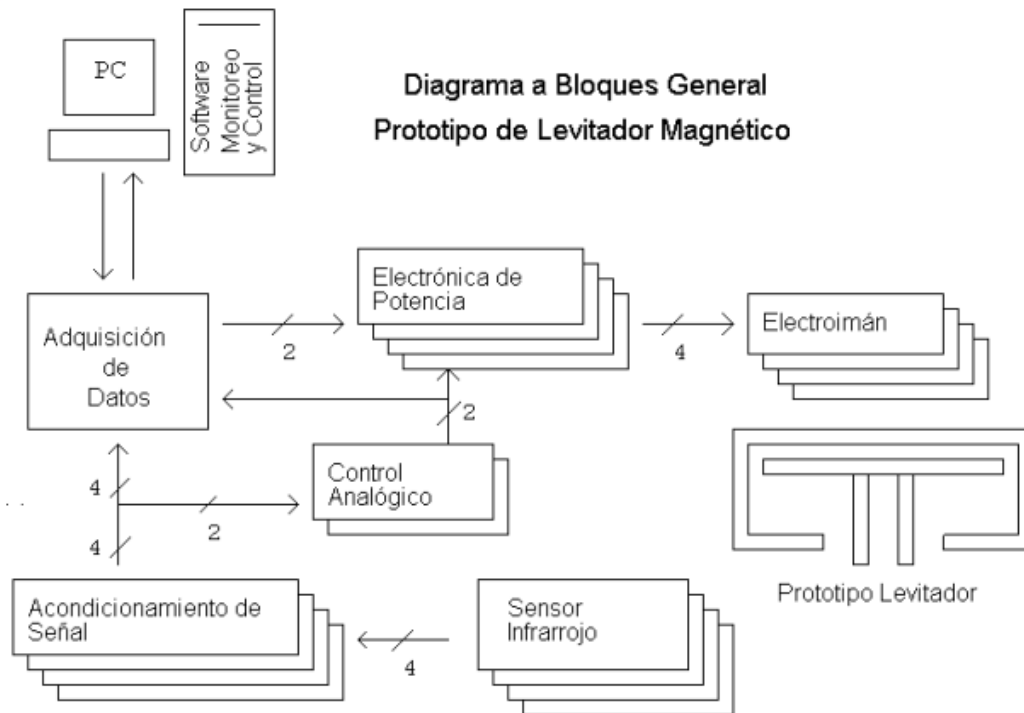 PC
Software
Monitoreo
y Control
Diagrama a Bloques General
Prototipo de Levitador Magnético
Adquisición
de
Datos
2
Electrónica de
Potencia
4
Electroimán
2
4
2
4
Control
Analógico
Prototipo Levitador
Acondicionamiento de
Señal
4
Sensor
Infrarrojo